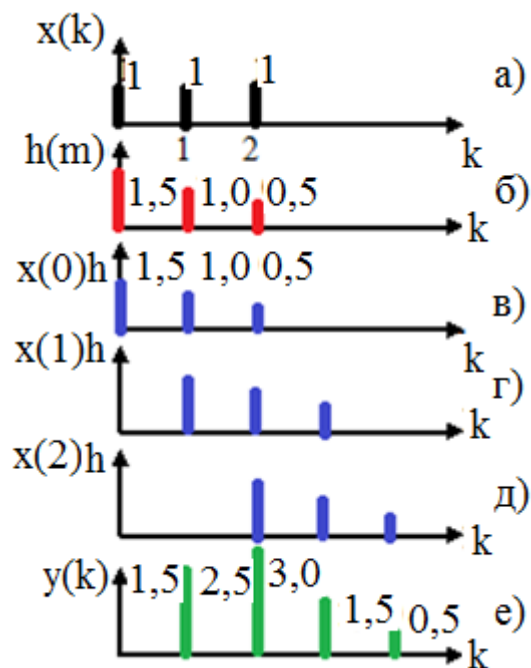 x(k)
1 1 1 а)
1 2 k
h(m)
1,5 1,0 0,5 б)
k
x(0)h 1,5 1,0 0,5
в)
k
x(1)h
г)
k
x(2)h
д)
k
y(k) 1,5 2,5 3,0
1,5 0,5 е)
k